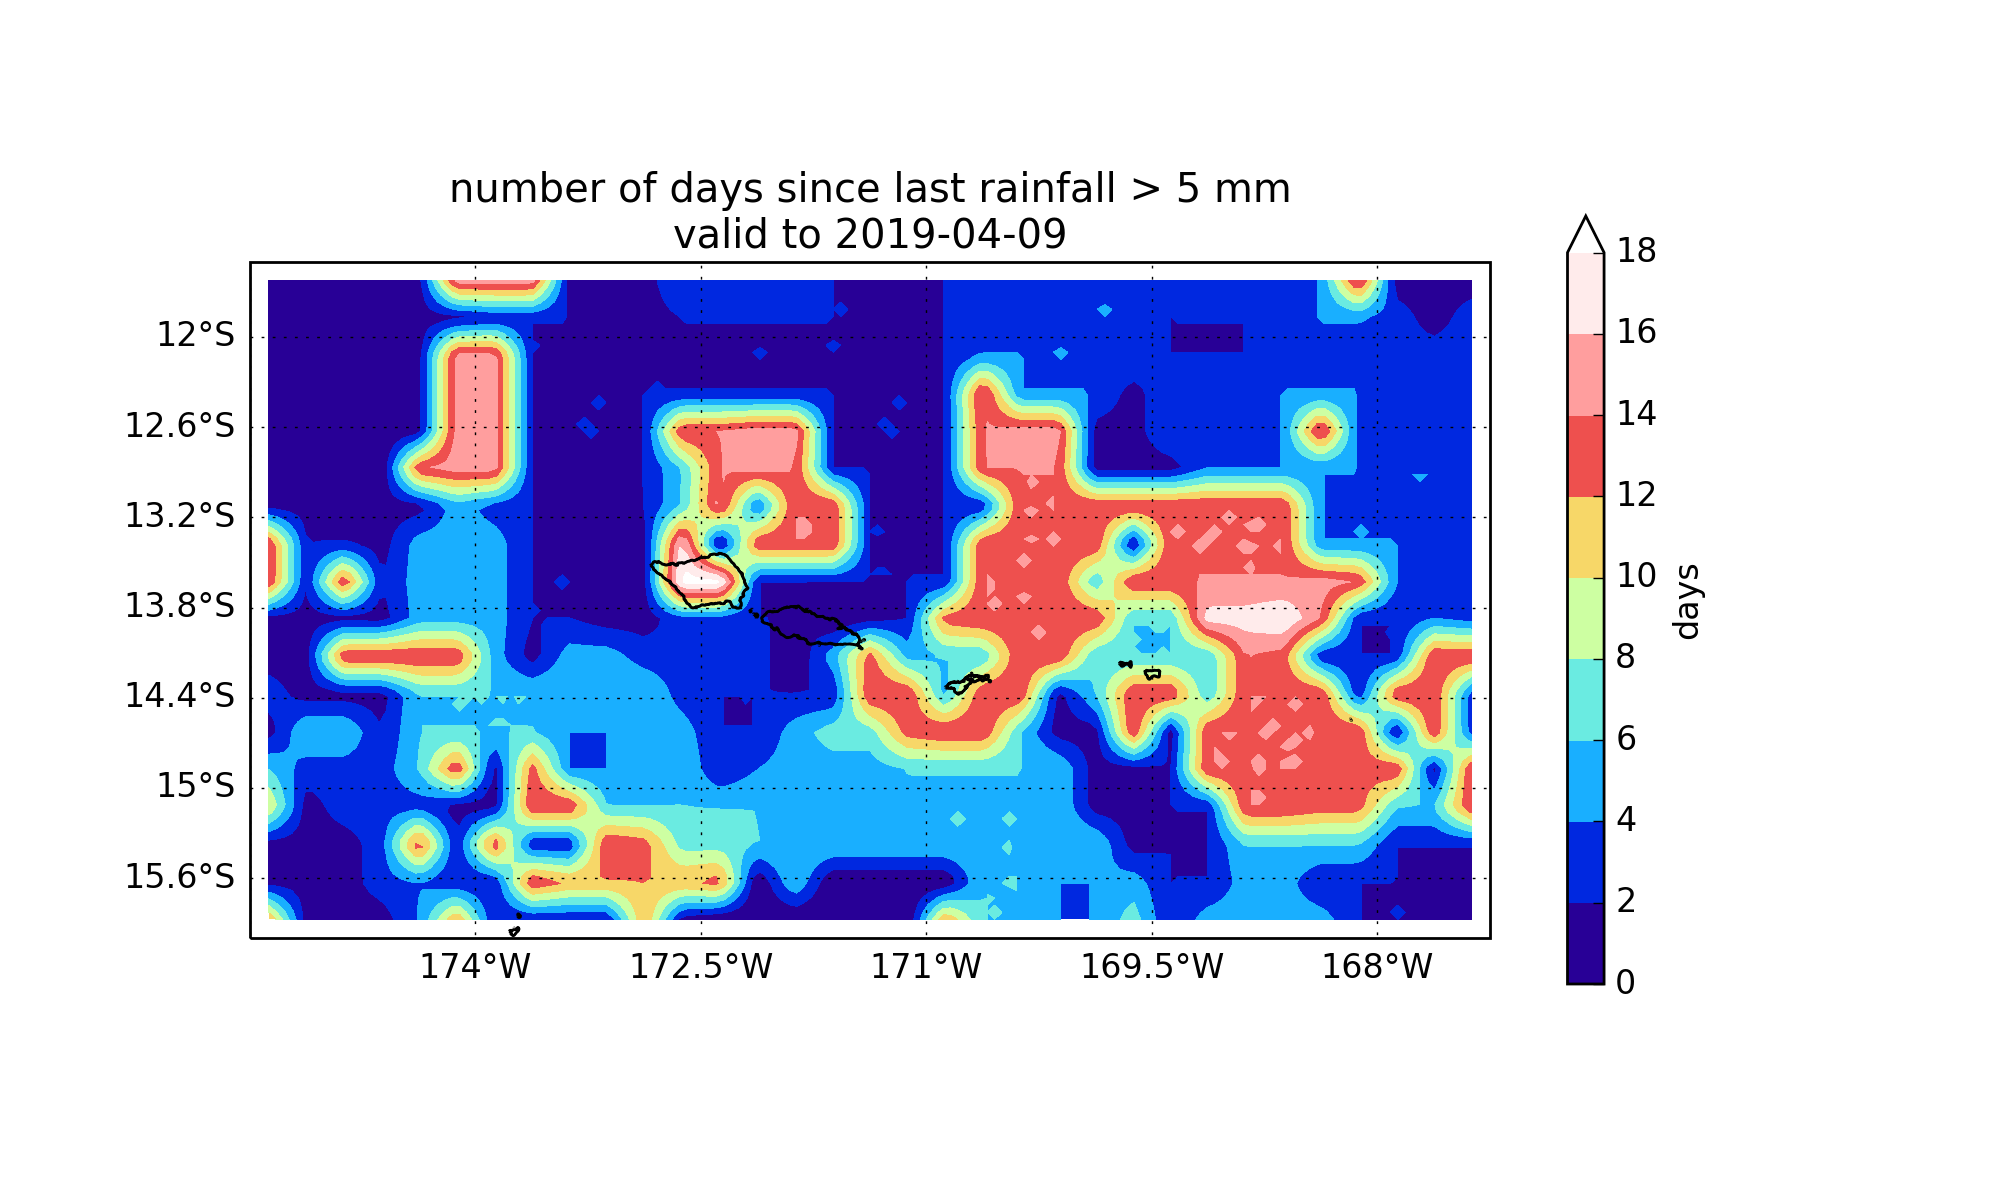 number of days since last rainfall > 5 mm
valid to 2019-04-09
12°S
12.6°S
13.2°S
13.8°S
14.4°S
15°S
15.6°S
174°W
172.5°W
171°W
169.5°W
168°W
18
16
14
12
10
8
6
4
2
0
days